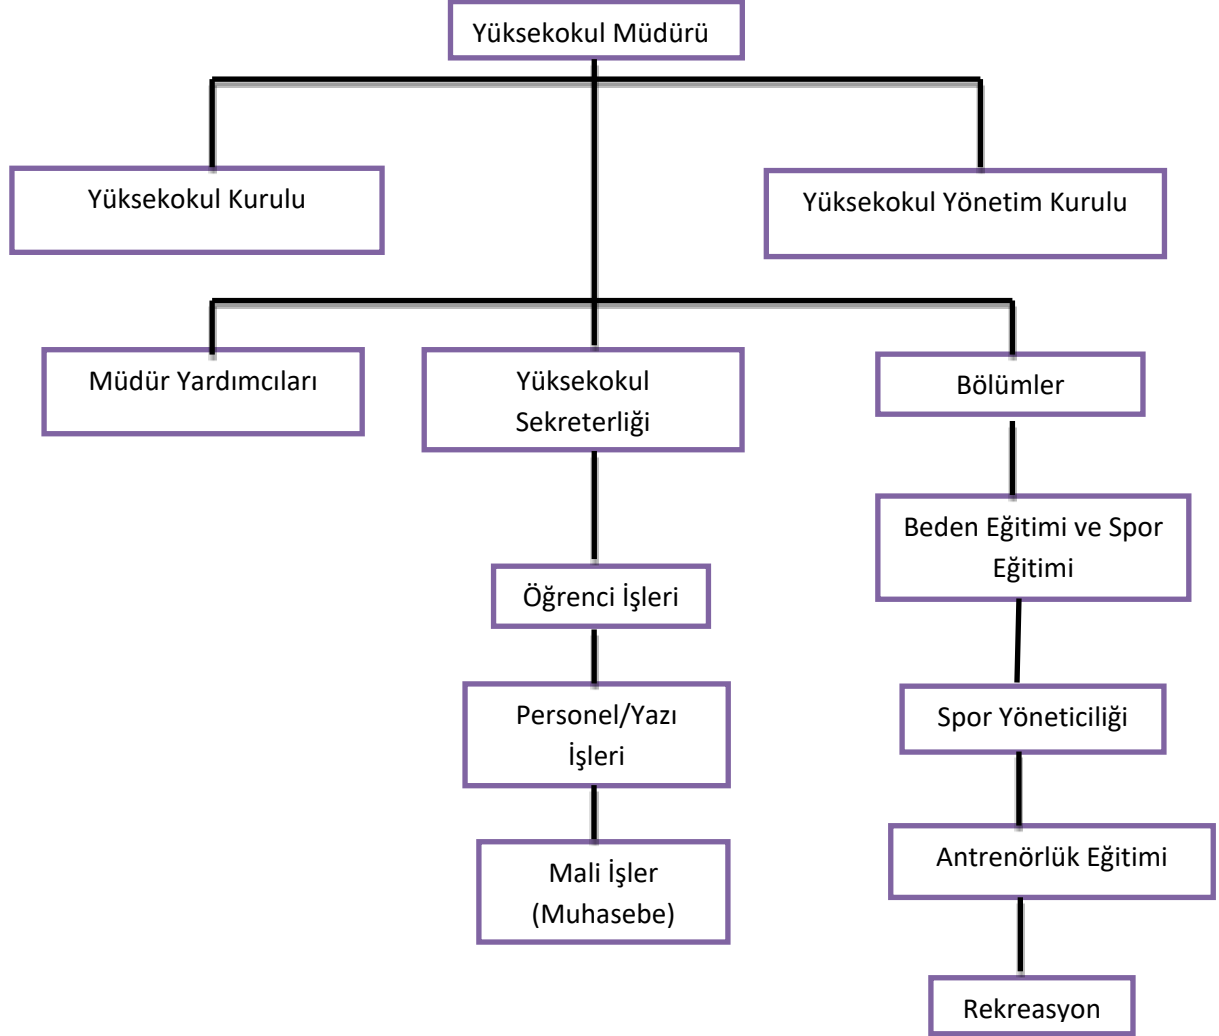 Yüksekokul Müdürü
Yüksekokul Kurulu
Yüksekokul Yönetim Kurulu
Müdür Yardımcıları
Yüksekokul
Sekreterliği
Bölümler
Beden Eğitimi ve Spor
Eğitimi
Öğrenci İşleri
Personel/Yazı
İşleri
Spor Yöneticiliği
Mali İşler
(Muhasebe)
Antrenörlük Eğitimi
Rekreasyon